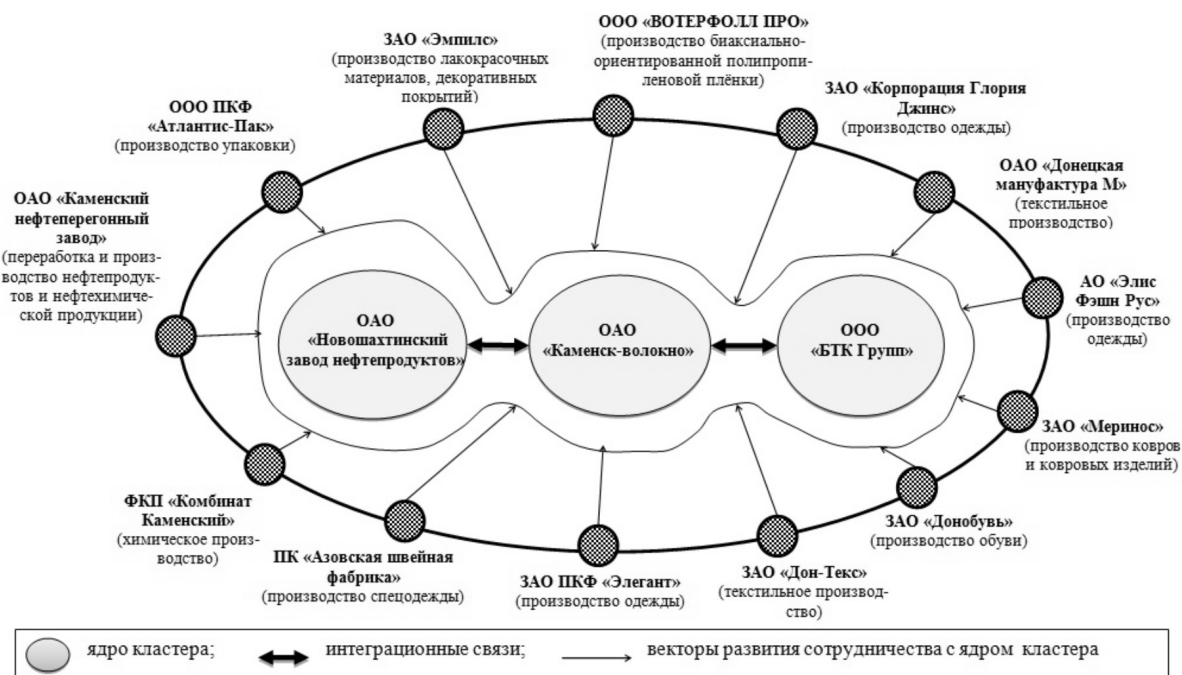 ООО «ВОТЕРФОЛЛ ПРО»
(производство биаксиально-
ориентированной полипропи-
леновой плёнки)
ЗАО «Эмпилс»
(производство лакокрасочных
материалов, декоративных
покрытий)
ЗАО «Корпорация Глория
Джинс»
(производство одежды)
ООО ПКФ
«Атлантис-Пак»
(производство упаковки)
ОАО «Донецкая
мануфактура М»
(текстильное
производство)
ОАО «Каменский
нефтеперегонный
завод»
(переработка и произ-
водство нефтепродук-
тов и нефтехимиче-
ской продукции)
АО «Элис
Фэшн Рус»
(производство
одежды)
ОАО
«Новошахтинский
завод нефтепродуктов»
ОАО
«Каменск-волокно»
ООО
«БТК Групп»
ЗАО «Меринос»
(производство ковров
и ковровых изделий)
ФКП «Комбинат
Каменский»
(химическое произ-
водство)
ЗАО «Донобувь»
(производство обуви)
ПК «Азовская швейная
фабрика»
(производство спецодежды)
ЗАО ПКФ «Элегант»
(производство одежды)
ЗАО «Дон-Текс»
(текстильное производ-
ство)
ядро кластера;
интеграционные связи;
векторы развития сотрудничества с ядром кластера